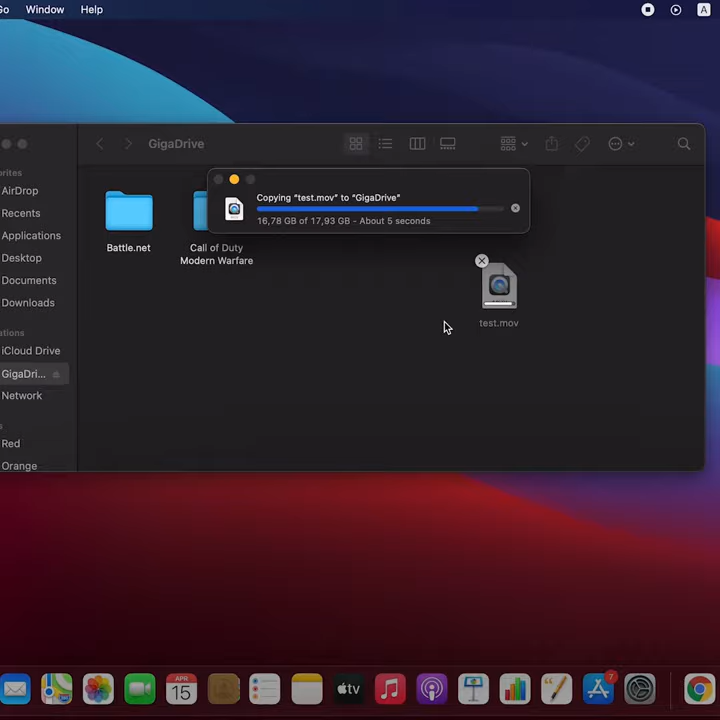 Go Window Help A
GigaDrive
Copying "test.mov" to "GigaDrive"
16,78 GB of 17,93 GB - About 5 seconds
Battle.net
Call of Duty
Modern Warfare
test.mov
AirDrop
Recents
Applications
Desktop
Documents
Downloads
iCloud Drive
GigaDri...
Network
Red
Orange
APR
15
tv
7